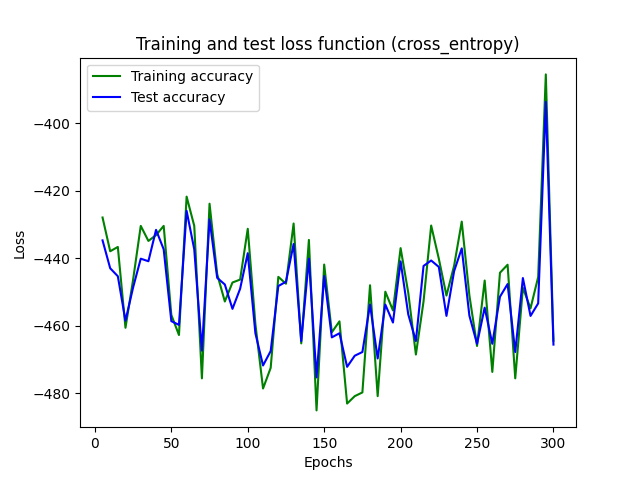 Training and test loss function (cross_entropy)
Training accuracy
Test accuracy
Loss
−400
−420
−440
−460
−480
0 50 100 150 200 250 300
Epochs